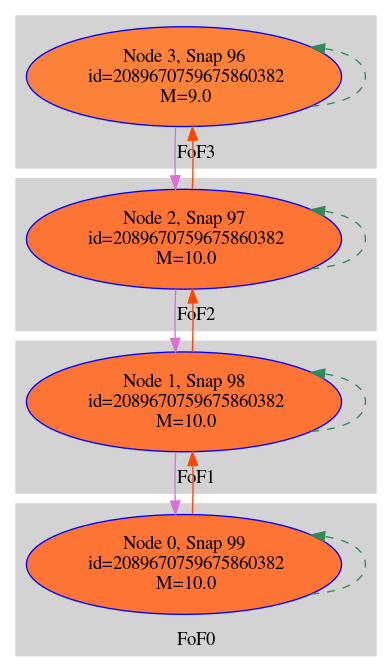 Node 3, Snap 96
id=2089670759675860382
M=9.0
FoF3
Node 2, Snap 97
id=2089670759675860382
M=10.0
FoF2
Node 1, Snap 98
id=2089670759675860382
M=10.0
FoF1
Node 0, Snap 99
id=2089670759675860382
M=10.0
FoF0